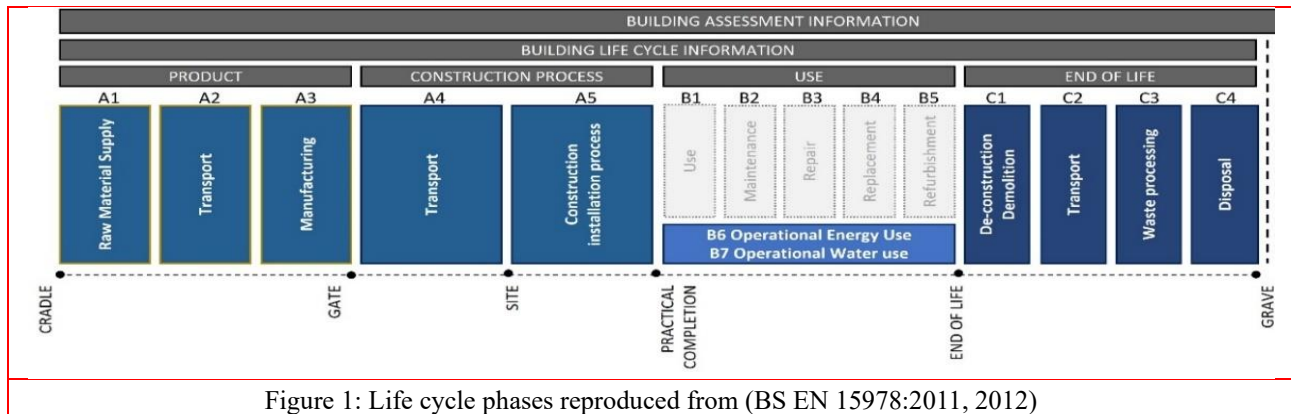 BUILDING ASSESSMENT INFORMATION
BUILDING LIFE CYCLE INFORMATION
PRODUCT
CONSTRUCTION PROCESS
USE
END OF LIFE
A1
A2
A3
A4
A5
B1
B2
B3
B4
B5
C1
C2
C3
C4
Raw Material Supply
Transport
Manufacturing
Transport
Construction
installation process
Use
Maintenance
Repair
Replacement
Refurbishment
De-construction
Demolition
Transport
Waste processing
Disposal
B6 Operational Energy Use
B7 Operational Water use
CRADLE
GATE
SITE
PRACTICAL
COMPLETION
END OF LIFE
GRAVE
Figure 1: Life cycle phases reproduced from (BS EN 15978:2011, 2012)